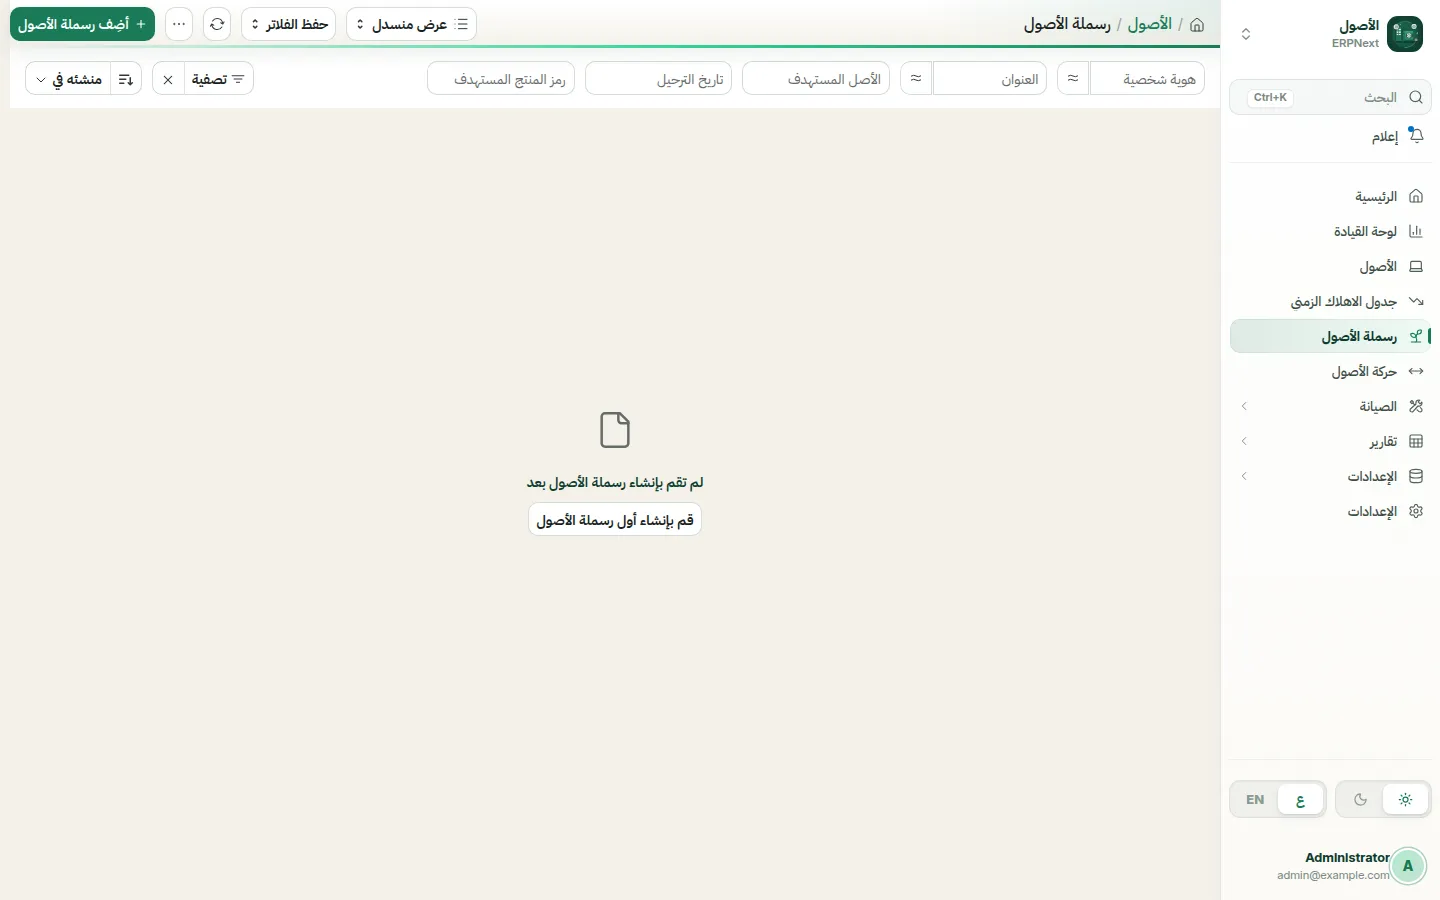 الأصول
ERPNext
البحث
Ctrl+K
إعلام
الرئيسية
لوحة القيادة
الأصول
جدول الاهلاك الزمني
رسملة الأصول
حركة الأصول
الصيانة
تقارير
الإعدادات
الإعدادات
ع
EN
Administrator
admin@example.com
A
الأصول / رسملة الأصول
عرض منسدل
حفظ الفلاتر
أضِف رسملة الأصول
هوية شخصية
العنوان
الأصل المستهدف
تاريخ الترحيل
رمز المنتج المستهدف
تصفية
منشئه في
لم تقم بإنشاء رسملة الأصول بعد
قم بإنشاء أول رسملة الأصول